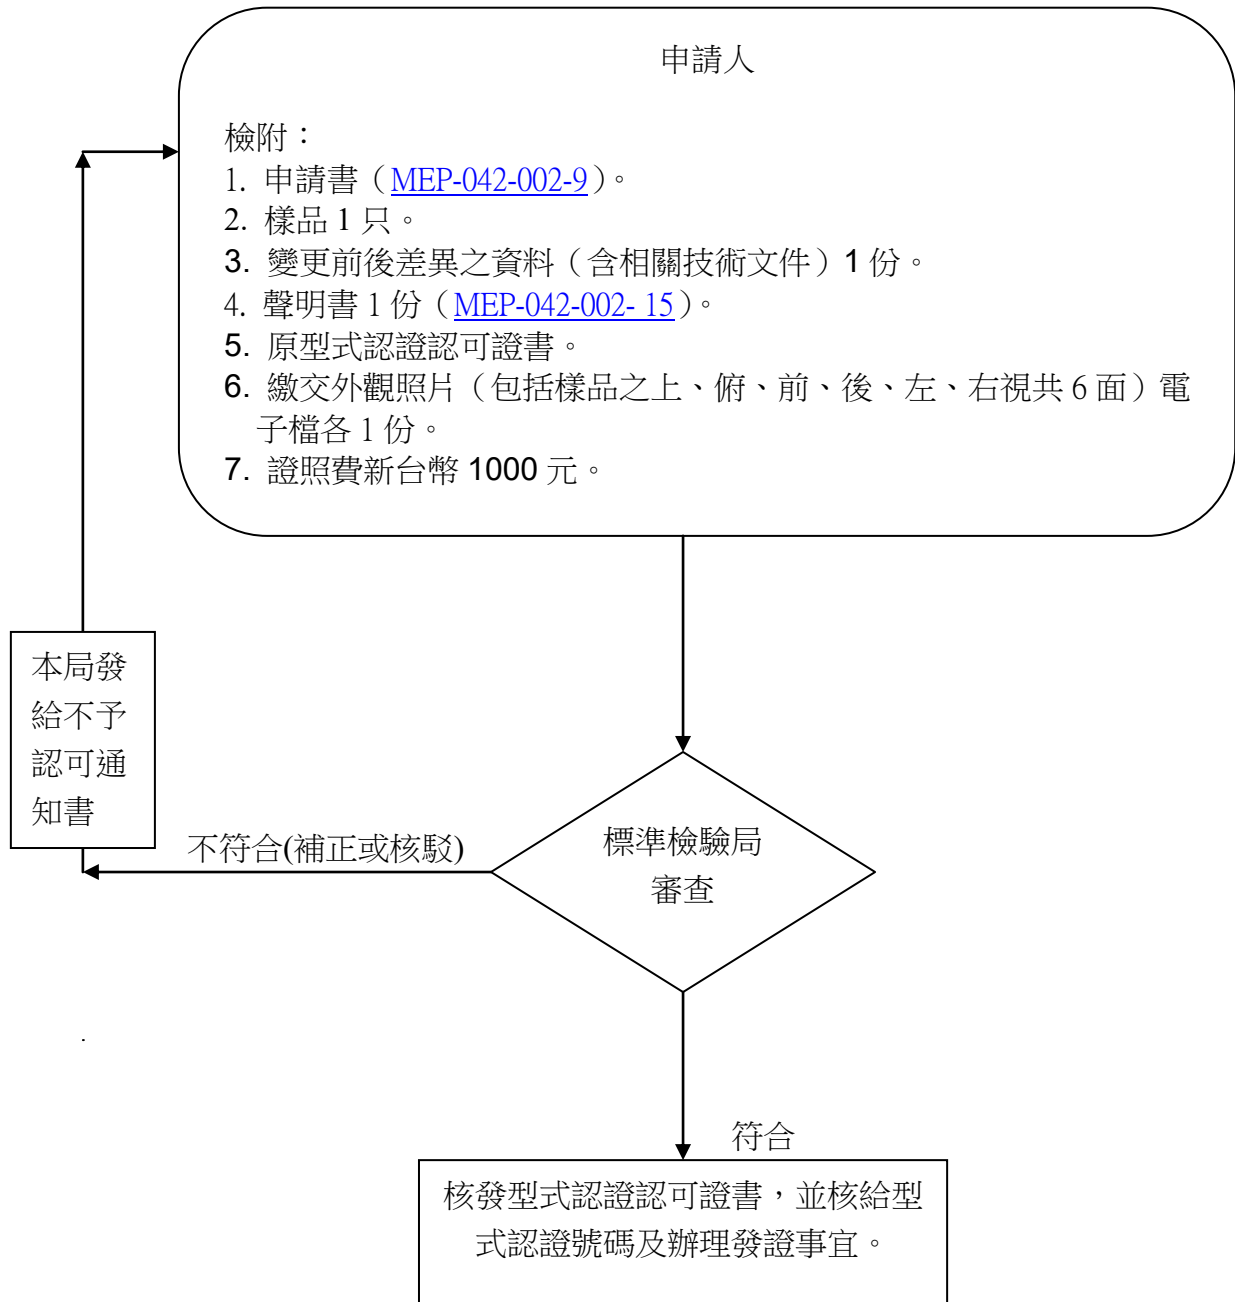 申請人
檢附：
1. 申請書（MEP-042-002-9）。
2. 樣品 1 只。
3. 變更前後差異之資料（含相關技術文件）1 份。
4. 聲明書 1 份（MEP-042-002- 15）。
5. 原型式認證認可證書。
6. 繳交外觀照片（包括樣品之上、俯、前、後、左、右視共 6 面）電
子檔各 1 份。
7. 證照費新台幣 1000 元。
本局發
給不予
認可通
知書
不符合(補正或核駁)
標準檢驗局
審查
.
符合
核發型式認證認可證書，並核給型
式認證號碼及辦理發證事宜。